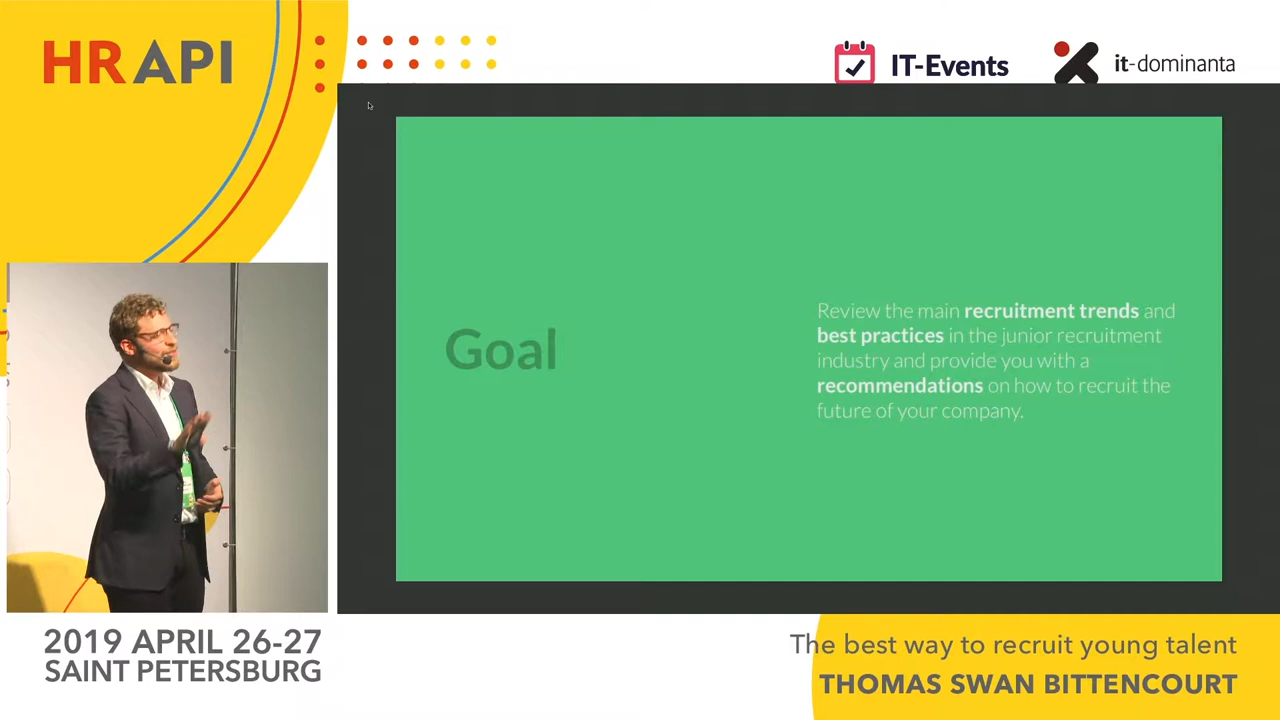 HR API
IT-Events
it-dominanta
Goal
Review the main recruitment trends and
best practices in the junior recruitment
industry and provide you with a
recommendations on how to recruit the
future of your company.
2019 APRIL 26-27
SAINT PETERSBURG
The best way to recruit young talent
THOMAS SWAN BITTENCOURT